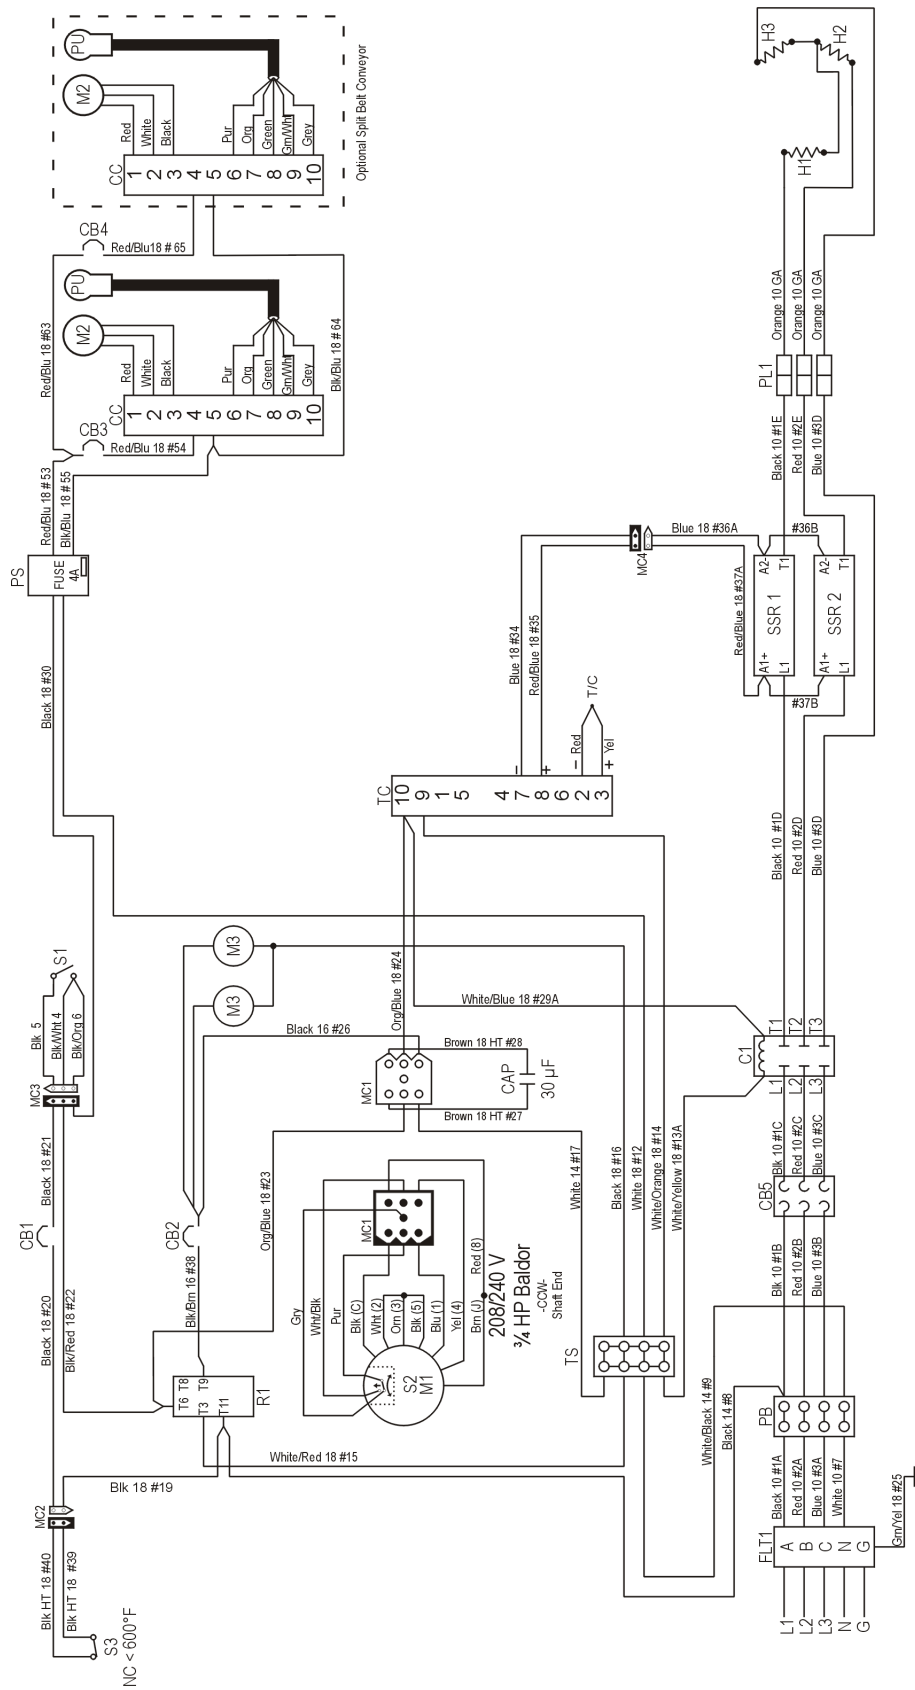 PU
M2
Red
White
Black
Pur
Org
Green
Grn/Wht
Grey
CC
1
2
3
4
5
6
7
8
9
10
Optional Split Belt Conveyor
CB4
Red/Blu18 # 65
PU
M2
Red
White
Black
Pur
Org
Green
Grn/Wht
Grey
CC
1
2
3
4
5
6
7
8
9
10
Red/Blu 18 #63
Blk/Blu 18 # 64
CB3
Red/Blu 18 #54
Red/Blu 18 # 53
Blk/Blu 18 # 55
PS
FUSE
4A
Black 18 #30
S1
Blk 5
Blk/Wht 4
Blk/Org 6
MC3
Black 18 #21
CB1
Black 18 #20
Blk/Red 18 #22
MC2
Blk HT 18 #40
Blk HT 18 #39
S3
NC < 600°F
M3
M3
Black 16 #26
CB2
Blk/Brn 16 #38
T6 T8
T9
T3
T11
R1
Blk 18 #19
White/Red 18 #15
Org/Blue 18 #23
Org/Blue 18 #24
White/Blue 18 #29A
MC1
Brown 18 HT #28
CAP
30 µF
Brown 18 HT #27
MC1
Gry
Wht/Blk
Pur
Blk (C)
Wht (2)
Orn (3)
Blk (5)
Blu (1)
Yel (4)
Brn (J)
Red (8)
S2
M1
208/240 V
¾ HP Baldor
-CCW-
Shaft End
TC
10
9
1
5
4
7
8
6
2
3
–
+
–
+
Red
Yel
T/C
Blue 18 #34
Red/Blue 18 #35
MC4
Blue 18 #36A
Red/Blue 18 #37A
#36B
#37B
A2-
T1
SSR 1
A1+
L1
A2-
T1
SSR 2
A1+
L1
White 14 #17
Black 18 #16
White 18 #12
White/Orange 18 #14
White/Yellow 18 #13A
TS
White/Black 14 #9
Black 14 #8
H3
H2
H1
Orange 10 GA
Orange 10 GA
Orange 10 GA
PL1
Black 10 #1E
Red 10 #2E
Blue 10 #3D
Black 10 #1D
Red 10 #2D
Blue 10 #3D
C1
T1
T2
T3
L1
L2
L3
Blk 10 #1C
Red 10 #2C
Blue 10 #3C
CB5
Blk 10 #1B
Red 10 #2B
Blue 10 #3B
PB
Black 10 #1A
Red 10 #2A
Blue 10 #3A
White 10 #7
FLT1
A
B
C
N
G
Grn/Yel 18 #25
L1
L2
L3
N
G